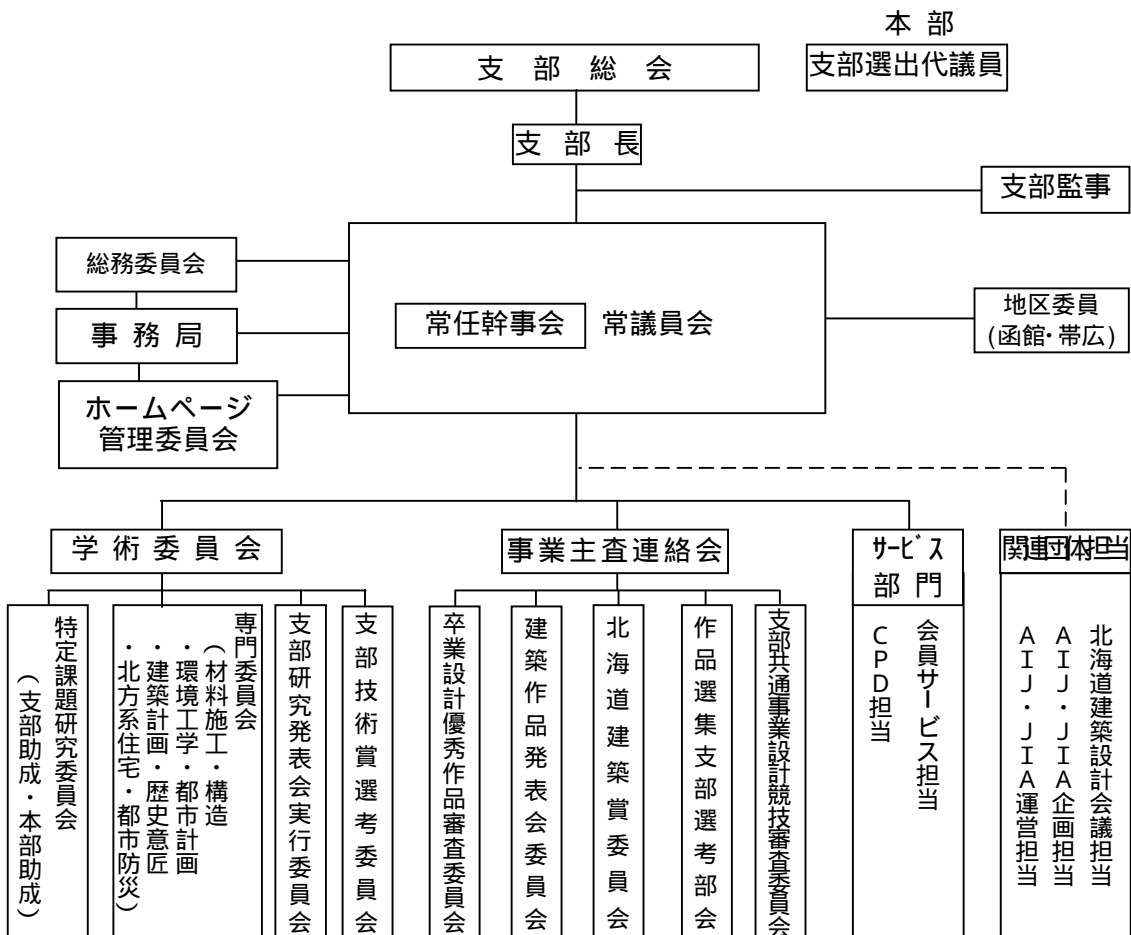 本 部
支 部 総 会
支部選出代議員
支 部 長
支部監事
総務委員会
事 務 局
ホームページ
管理委員会
常任幹事会
常議員会
地区委員
(函館・帯広)
学 術 委 員 会
事業主査連絡会
サービス
部 門
関連団体担当
特定課題研究委員会
(支部助成・本部助成)
専門委員会
(材料施工・構造
・環境工学・都市計画
・建築計画・歴史意匠
・北方系住宅・都市防災)
支部研究発表会実行委員会
支部技術賞選考委員会
卒業設計優秀作品審査委員会
建築作品発表会委員会
北海道建築賞委員会
作品選集支部選考部会
支部共通事業設計競技審査委員会
会員サービス担当
CPD担当
北海道建築設計会議担当
AIJ・JIA企画担当
AIJ・JIA運営担当